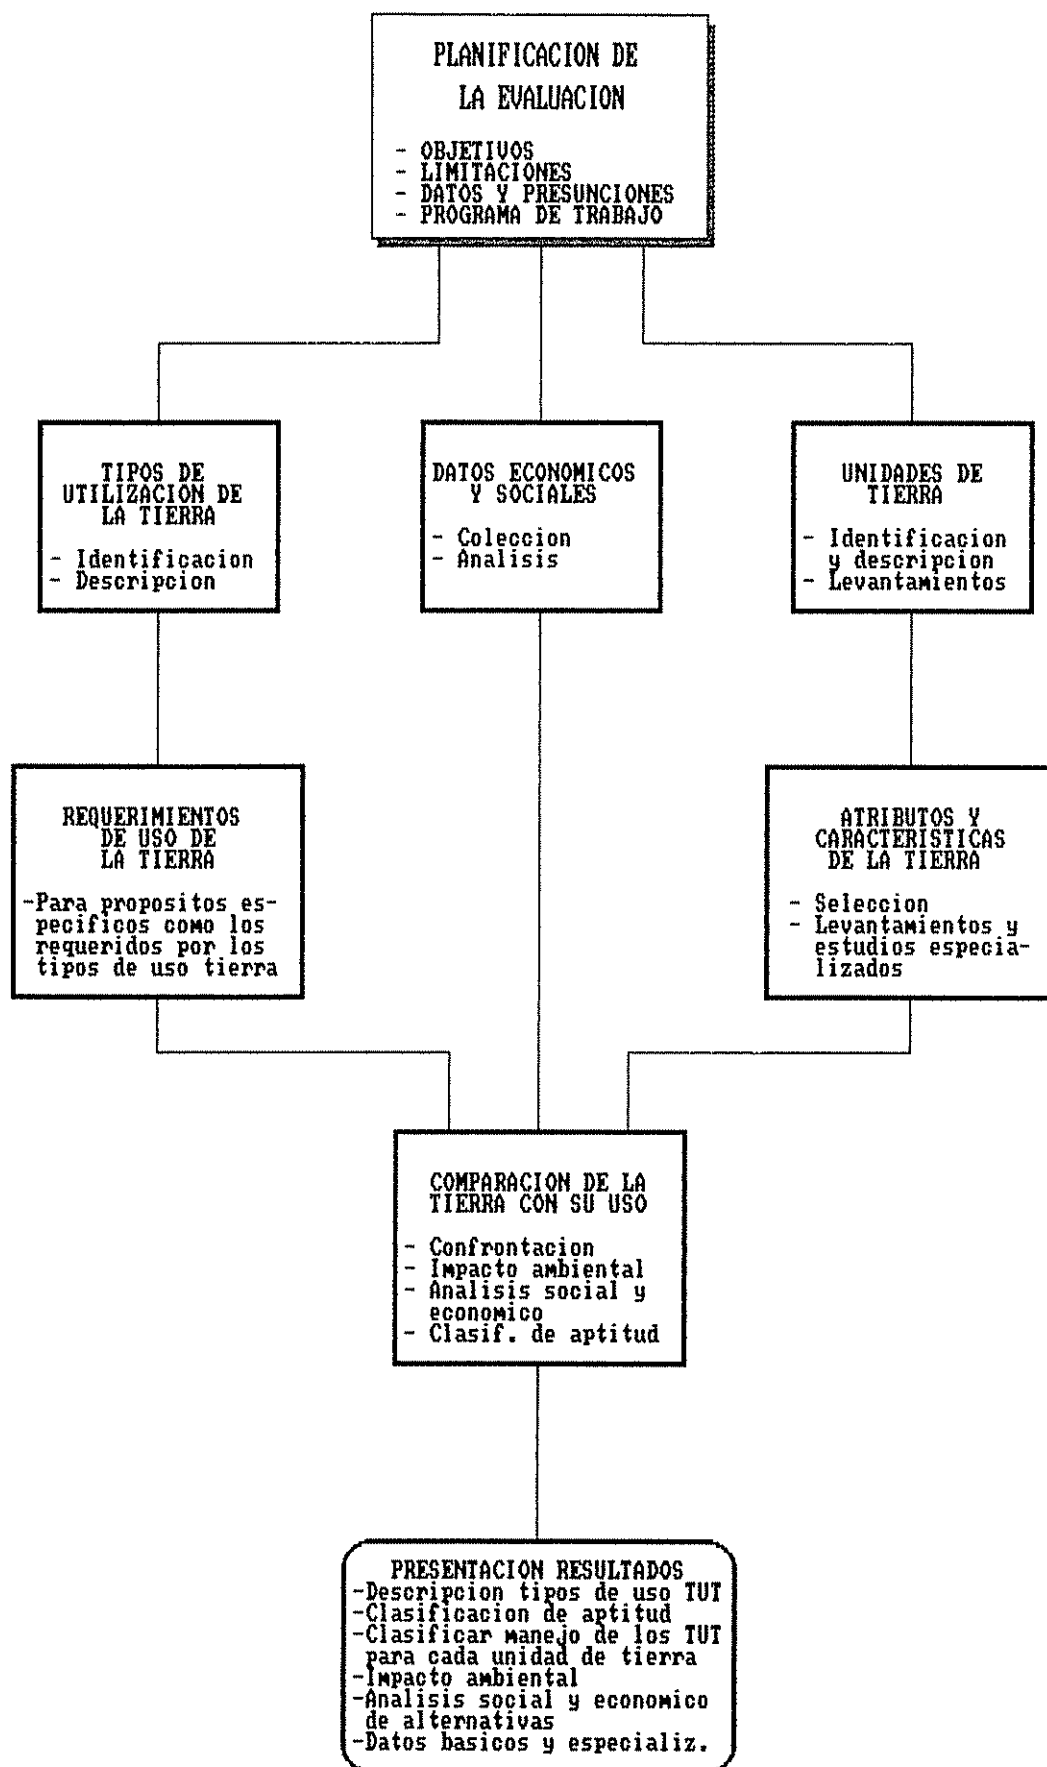 PLANIFICACION DE
LA EVALUACION
- OBJETIVOS
- LIMITACIONES
- DATOS Y PRESUNCIONES
- PROGRAMA DE TRABAJO
TIPOS DE
UTILIZACION DE
LA TIERRA
- Identificacion
- Descripcion
DATOS ECONOMICOS
Y SOCIALES
- Coleccion
- Analisis
UNIDADES DE
TIERRA
- Identificacion
y descripcion
- Levantamientos
REQUERIMIENTOS
DE USO DE
LA TIERRA
-Para propositos es-
pecificos como los
requeridos por los
tipos de uso tierra
ATRIBUTOS Y
CARACTERISTICAS
DE LA TIERRA
- Seleccion
- Levantamientos y
estudios especia-
lizados
COMPARACION DE LA
TIERRA CON SU USO
- Confrontacion
- Impacto ambiental
- Analisis social y
economico
- Clasif. de aptitud
PRESENTACION RESULTADOS
-Descripcion tipos de uso TUT
-Clasificacion de aptitud
-Clasificar manejo de los TUT
para cada unidad de tierra
-Impacto ambiental
-Analisis social y economico
de alternativas
-Datos basicos y especializ.